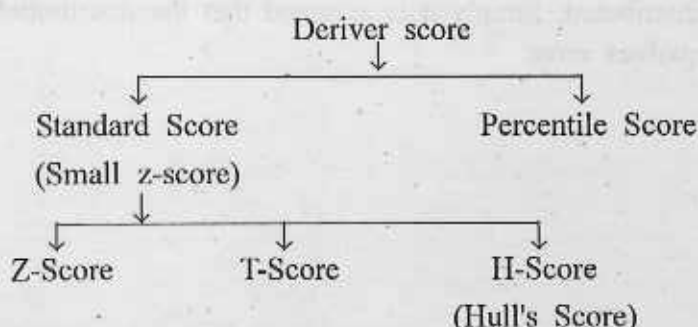 Deriver score
Standard Score
Percentile Score
(Small z-score)
Z-Score
T-Score
H-Score
(Hull's Score)